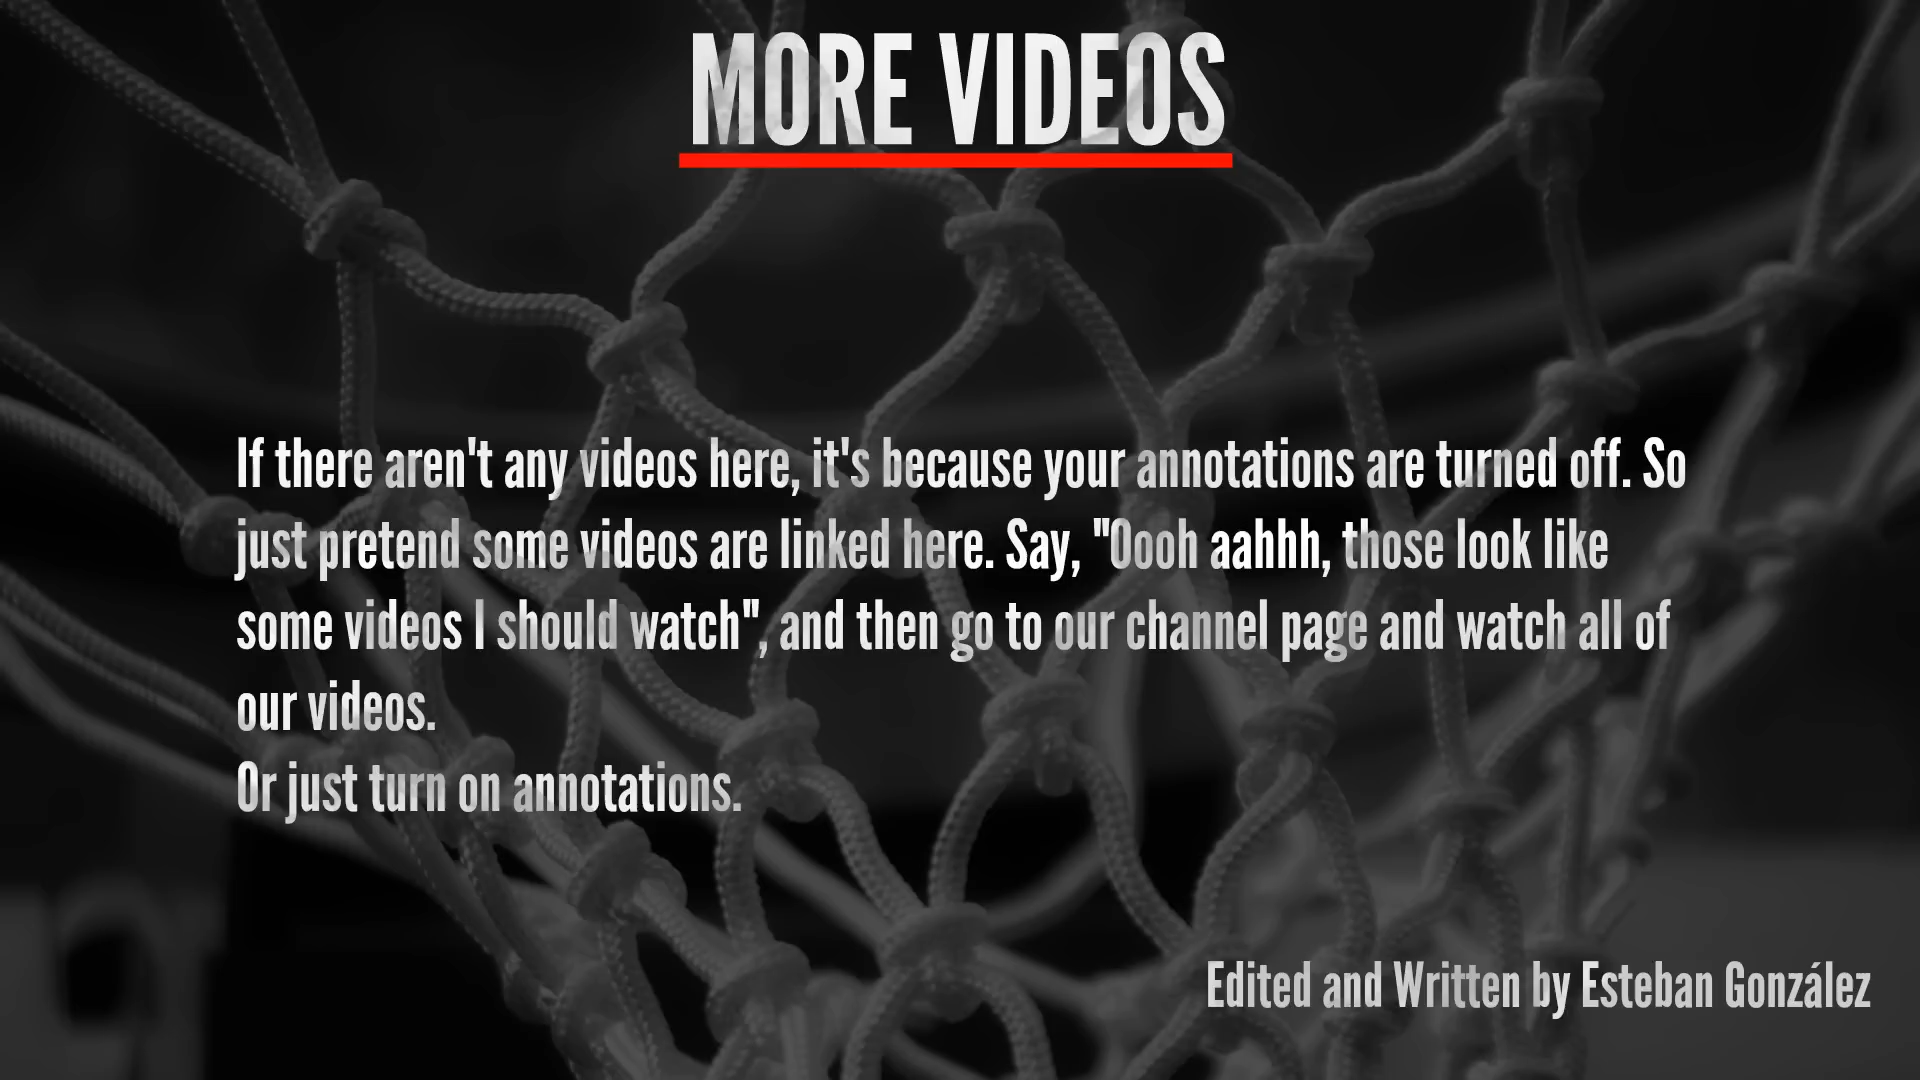 MORE VIDEOS
If there aren't any videos here, it's because your annotations are turned off. So
just pretend some videos are linked here. Say, "Oooh aahhh, those look like
some videos I should watch", and then go to our channel page and watch all of
our videos.
Or just turn on annotations.
Edited and Written by Esteban González